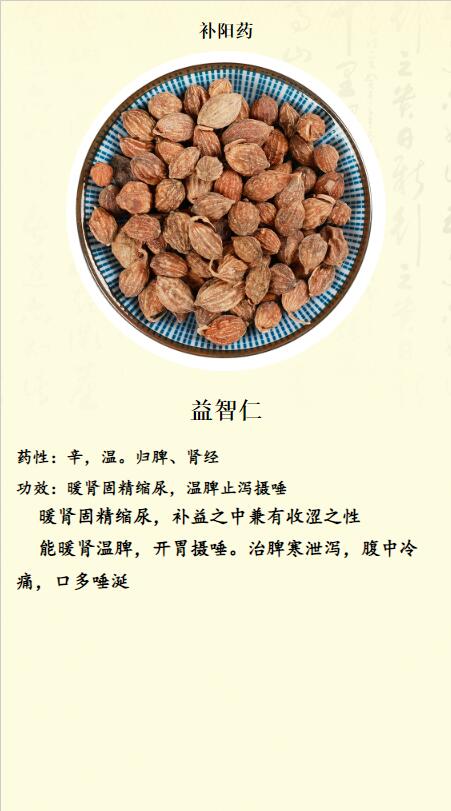 补阳药
益智仁
药性：辛，温。归脾、肾经
功效：暖肾固精缩尿，温脾止泻摄唾
暖肾固精缩尿，补益之中兼有收涩之性
能暖肾温脾，开胃摄唾。治脾寒泄泻，腹中冷
痛，口多唾涎